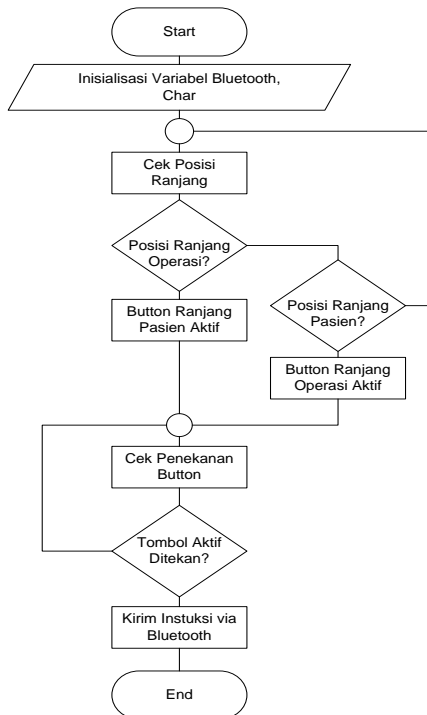 Start
Inisialisasi Variabel Bluetooth,
Char
Cek Posisi
Ranjang
Posisi Ranjang
Operasi?
Button Ranjang
Pasien Aktif
Posisi Ranjang
Pasien?
Button Ranjang
Operasi Aktif
Cek Penekanan
Button
Tombol Aktif
Ditekan?
Kirim Instuksi via
Bluetooth
End